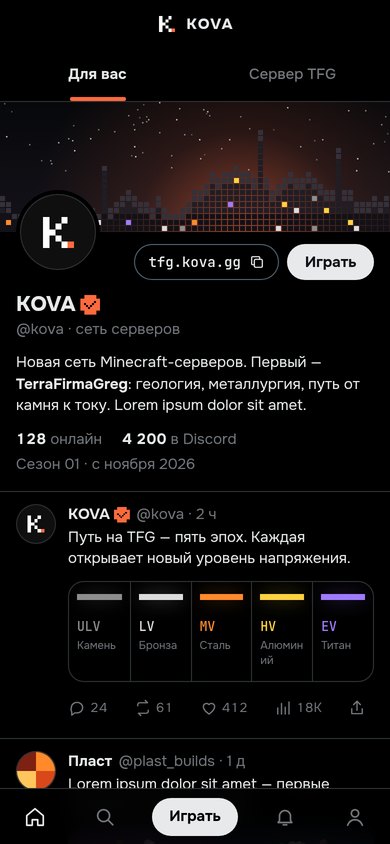 KOVA
Для вас
Сервер TFG
tfg.kova.gg
Играть
KOVA
@kova · сеть серверов
Новая сеть Minecraft-серверов. Первый —
TerraFirmaGreg: геология, металлургия, путь от
камня к току. Lorem ipsum dolor sit amet.
128 онлайн 4 200 в Discord
Сезон 01 · с ноября 2026
KOVA @kova · 2 ч
Путь на TFG — пять эпох. Каждая
открывает новый уровень напряжения.
ULV LV MV HV EV
Камень Бронза Сталь Алюмин Титан
ий
24 61 412 18K
Пласт @plast_builds · 1 д
Lorem ipsum dolor sit amet — первые
Играть